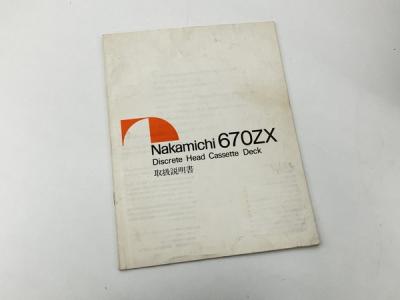 Nakamichi 670ZX
Discrete Head Cassette Deck
取扱説明書